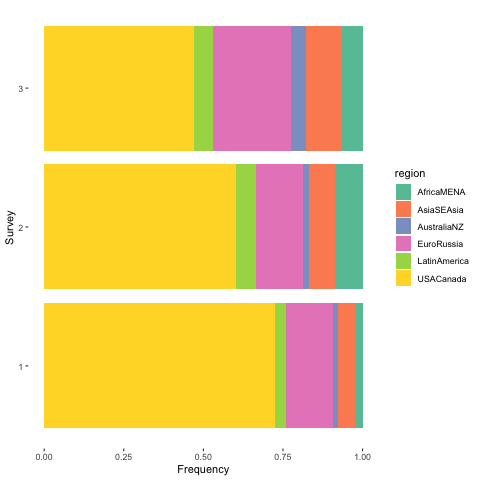 3
2
1
Survey
0.00 0.25 0.50 0.75 1.00
Frequency
region
AfricaMENA
AsiaSEAsia
AustraliaNZ
EuroRussia
LatinAmerica
USACanada